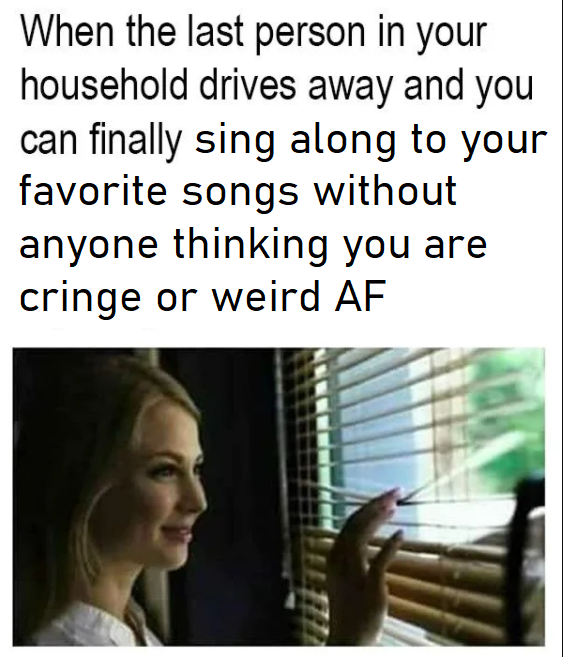 When the last person in your
household drives away and you
can finally sing along to your
favorite songs without
anyone thinking you are
cringe or weird AF